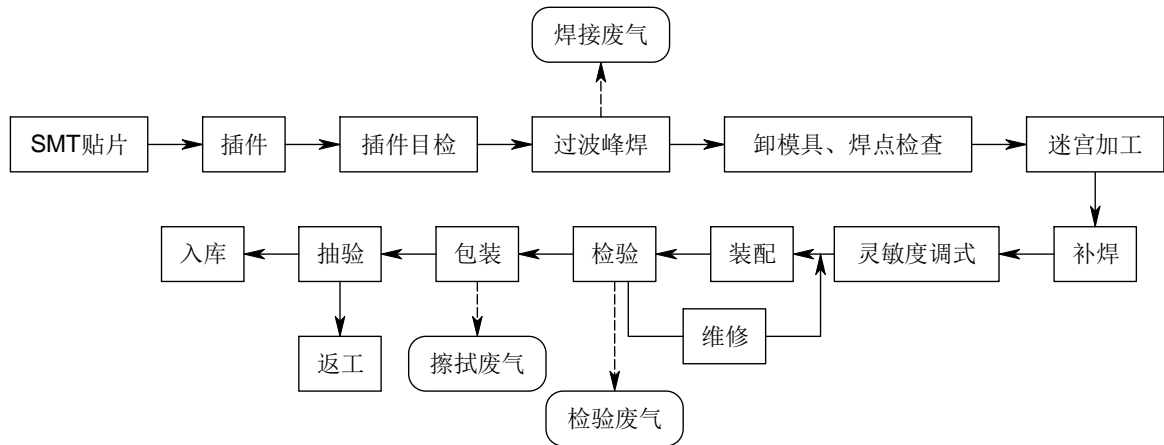 焊接废气
SMT贴片
插件
插件目检
过波峰焊
卸模具、焊点检查
迷宫加工
入库
抽验
包装
检验
装配
灵敏度调式
补焊
维修
返工
擦拭废气
检验废气